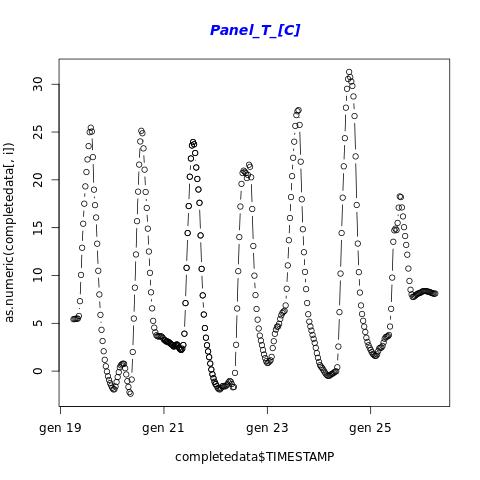 Panel_T_[C]
as.numeric(completedata[, i])
30
25
20
15
10
5
0
gen 19
gen 21
gen 23
gen 25
completedata$TIMESTAMP